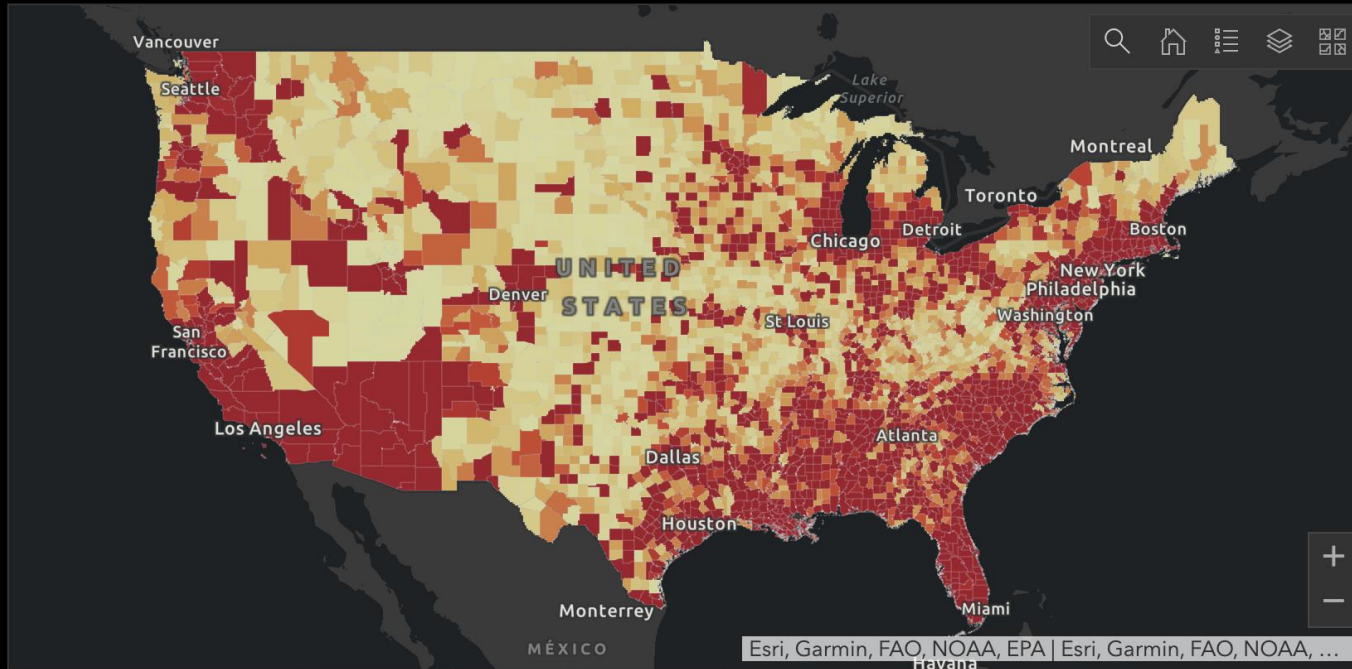 Vancouver
Seattle
Lake
Superior
Montreal
Toronto
Boston
Detroit
Chicago
New York
Philadelphia
UNITED
STATES
Denver
Washington
St Louis
San
Francisco
Los Angeles
Atlanta
Dallas
Houston
Monterrey
Miami
MÉXICO
Esri, Garmin, FAO, NOAA, EPA | Esri, Garmin, FAO, NOAA, ...
Havana